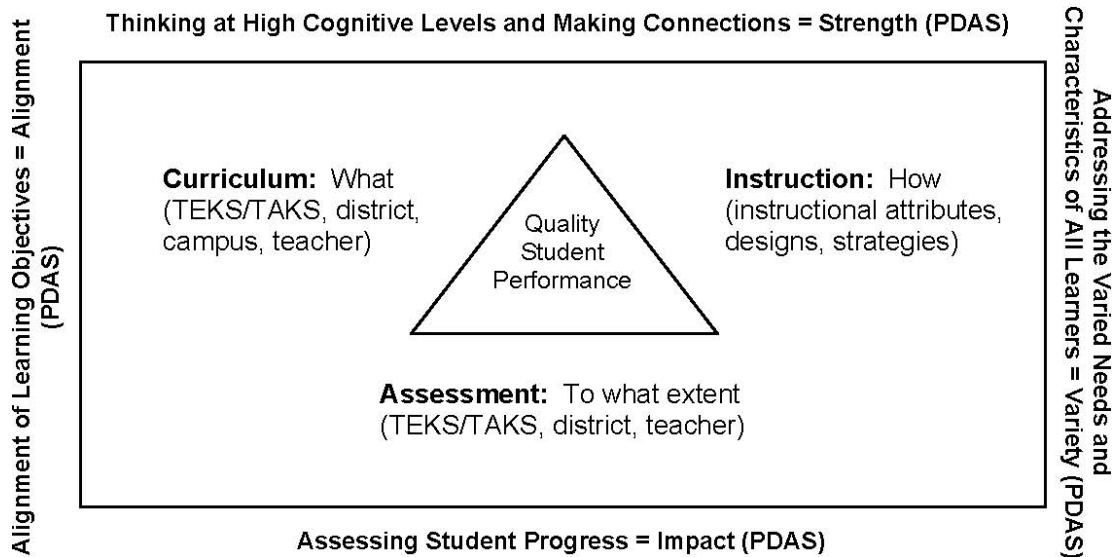 Thinking at High Cognitive Levels and Making Connections = Strength (PDAS)
Alignment of Learning Objectives = Alignment
(PDAS)
Curriculum: What
(TEKS/TAKS, district,
campus, teacher)
Quality
Student
Performance
Instruction: How
(instructional attributes,
designs, strategies)
Assessment: To what extent
(TEKS/TAKS, district, teacher)
Addressing the Varied Needs and
Characteristics of All Learners = Variety (PDAS)
Assessing Student Progress = Impact (PDAS)